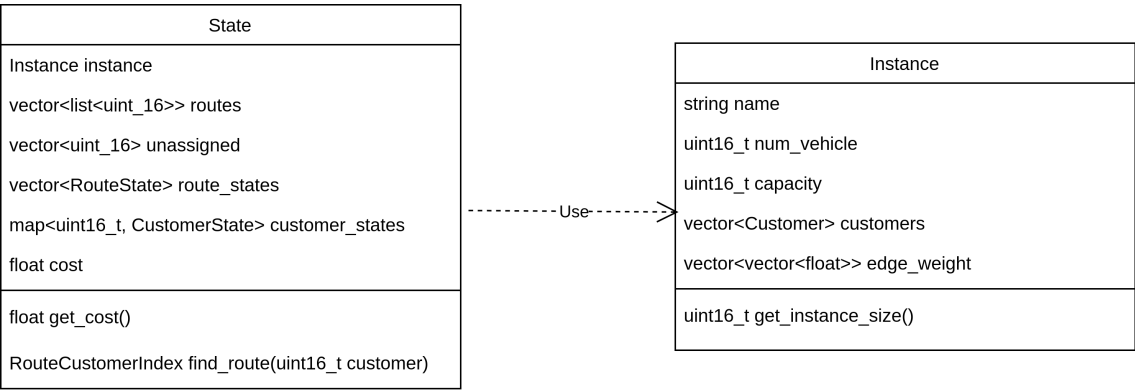 State
Instance instance
vector<list<uint_16>> routes
vector<uint_16> unassigned
vector<RouteState> route_states
map<uint16_t, CustomerState> customer_states
float cost
float get_cost()
RouteCustomerIndex find_route(uint16_t customer)
Use
Instance
string name
uint16_t num_vehicle
uint16_t capacity
vector<Customer> customers
vector<vector<float>> edge_weight
uint16_t get_instance_size()